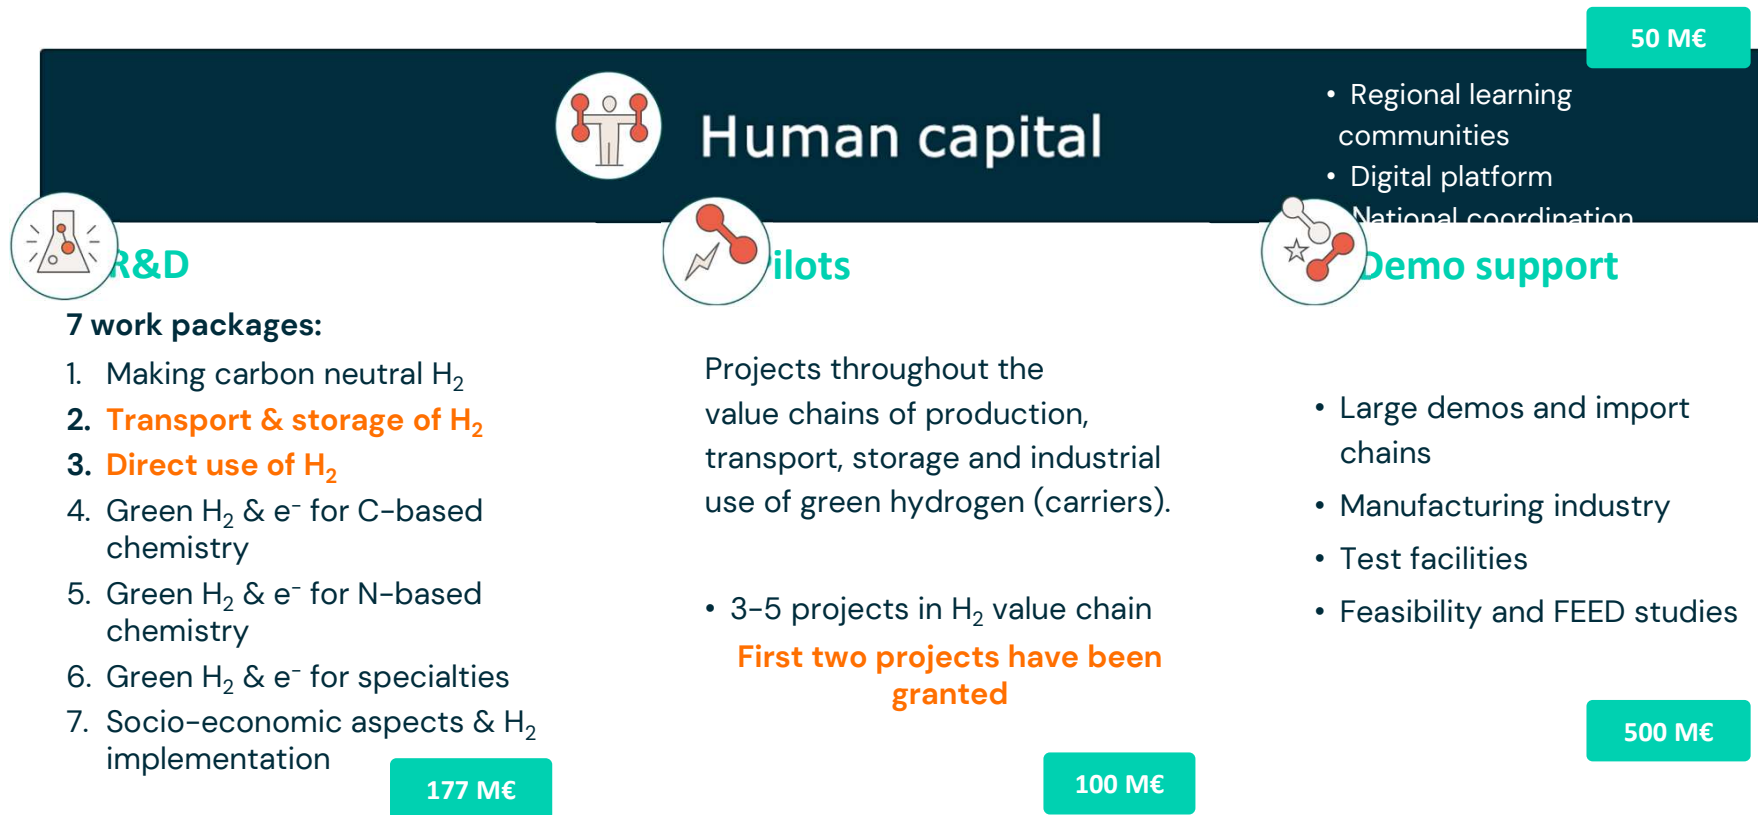 50 M€
Human capital
• Regional learning
communities
• Digital platform
National coordination
R&D
7 work packages:
1. Making carbon neutral H₂
2. Transport & storage of H₂
3. Direct use of H₂
4. Green H₂ & e⁻ for C-based
chemistry
5. Green H₂ & e⁻ for N-based
chemistry
6. Green H₂ & e⁻ for specialties
7. Socio-economic aspects & H₂
implementation
177 M€
ilots
Projects throughout the
value chains of production,
transport, storage and industrial
use of green hydrogen (carriers).
• 3-5 projects in H₂ value chain
First two projects have been
granted
100 M€
Demo support
• Large demos and import
chains
• Manufacturing industry
• Test facilities
• Feasibility and FEED studies
500 M€